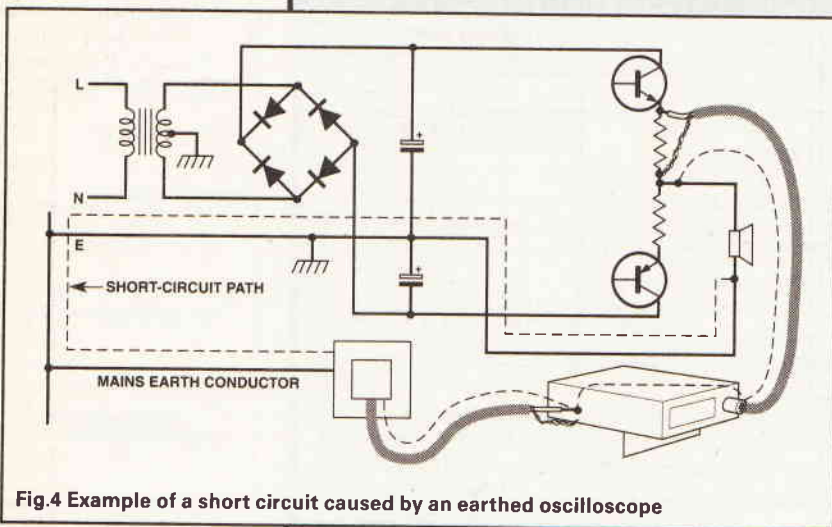 L
+
N
E
SHORT-CIRCUIT PATH
+
MAINS EARTH CONDUCTOR
Fig.4 Example of a short circuit caused by an earthed oscilloscope